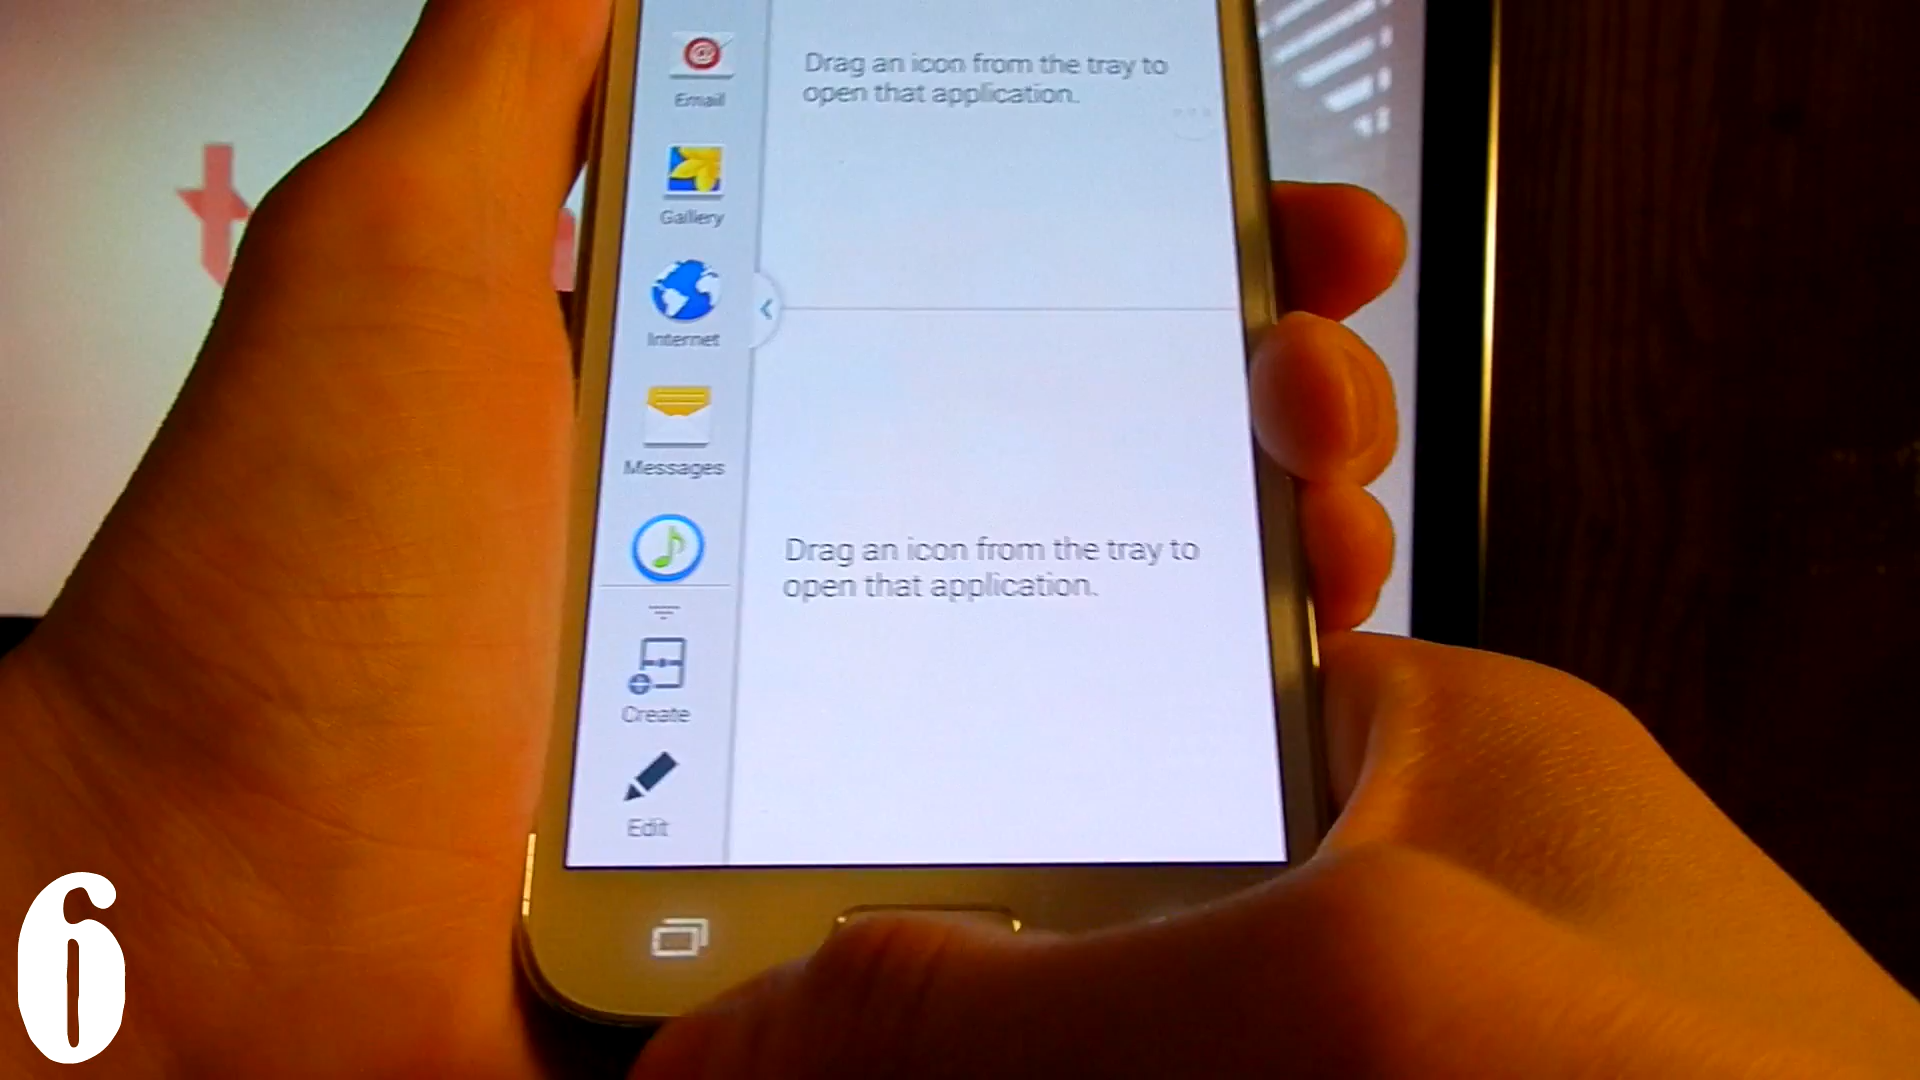 Email
Gallery
Internet
Messages
Create
Edit
Drag an icon from the tray to
open that application.
Drag an icon from the tray to
open that application.
6